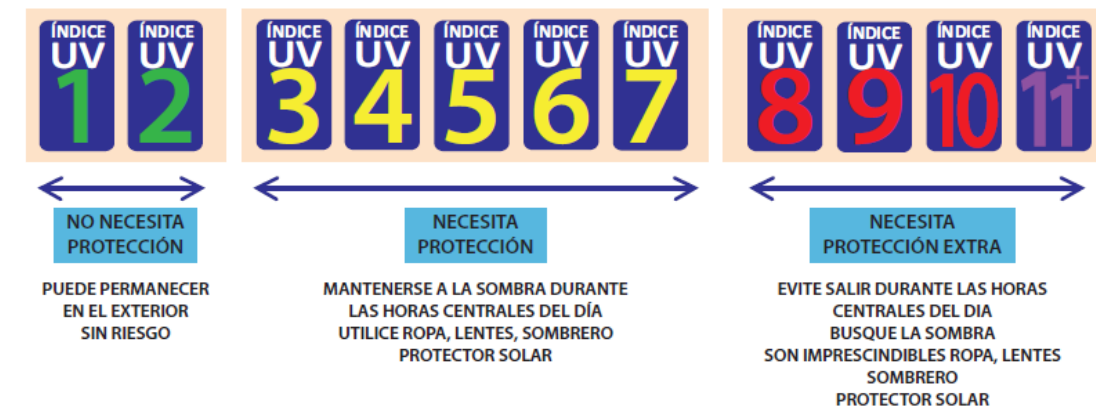 ÍNDICE
UV
1
ÍNDICE
UV
2
ÍNDICE
UV
3
ÍNDICE
UV
4
ÍNDICE
UV
5
ÍNDICE
UV
6
ÍNDICE
UV
7
ÍNDICE
UV
8
ÍNDICE
UV
9
ÍNDICE
UV
10
ÍNDICE
UV
11+
NO NECESITA
PROTECCIÓN
PUEDE PERMANECER
EN EL EXTERIOR
SIN RIESGO
NECESITA
PROTECCIÓN
MANTENERSE A LA SOMBRA DURANTE
LAS HORAS CENTRALES DEL DÍA
UTILICE ROPA, LENTES, SOMBRERO
PROTECTOR SOLAR
NECESITA
PROTECCIÓN EXTRA
EVITE SALIR DURANTE LAS HORAS
CENTRALES DEL DIA
BUSQUE LA SOMBRA
SON IMPRESCINDIBLES ROPA, LENTES
SOMBRERO
PROTECTOR SOLAR